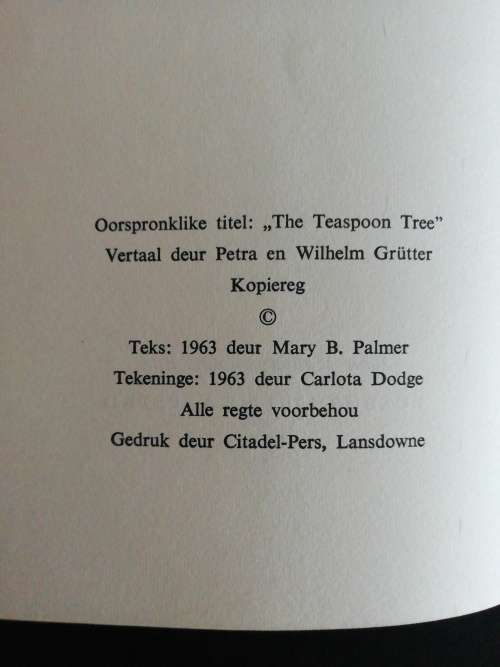 Oorspronklike titel: „The Teaspoon Tree”
Vertaal deur Petra en Wilhelm Grütter
Kopiereg
©
Teks: 1963 deur Mary B. Palmer
Tekeninge: 1963 deur Carlota Dodge
Alle regte voorbehou
Gedruk deur Citadel-Pers, Lansdowne